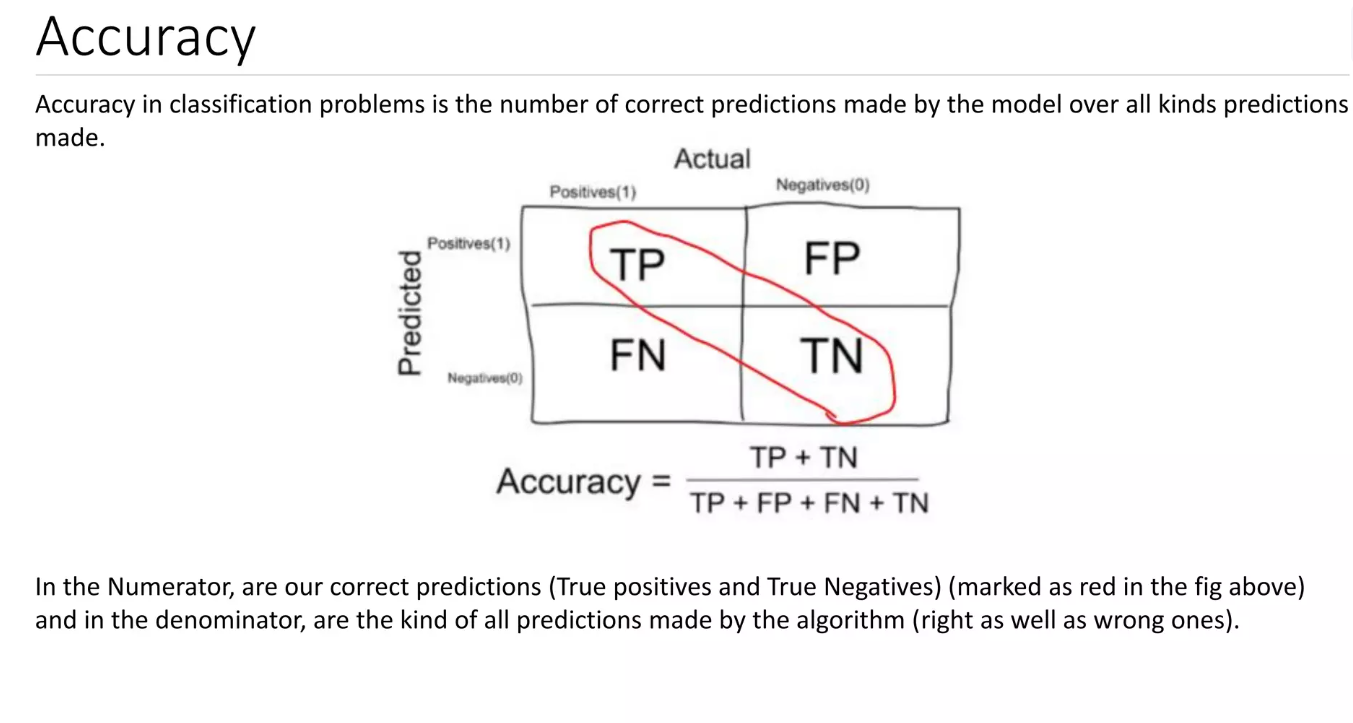 Accuracy
Accuracy in classification problems is the number of correct predictions made by the model over all kinds predictions
made.
Actual
Positives(1)
Negatives(0)
Predicted
Positives(1)
TP
FP
Negatives(0)
FN
TN
Accuracy =
TP + TN
TP + FP + FN + TN
In the Numerator, are our correct predictions (True positives and True Negatives) (marked as red in the fig above)
and in the denominator, are the kind of all predictions made by the algorithm (right as well as wrong ones).